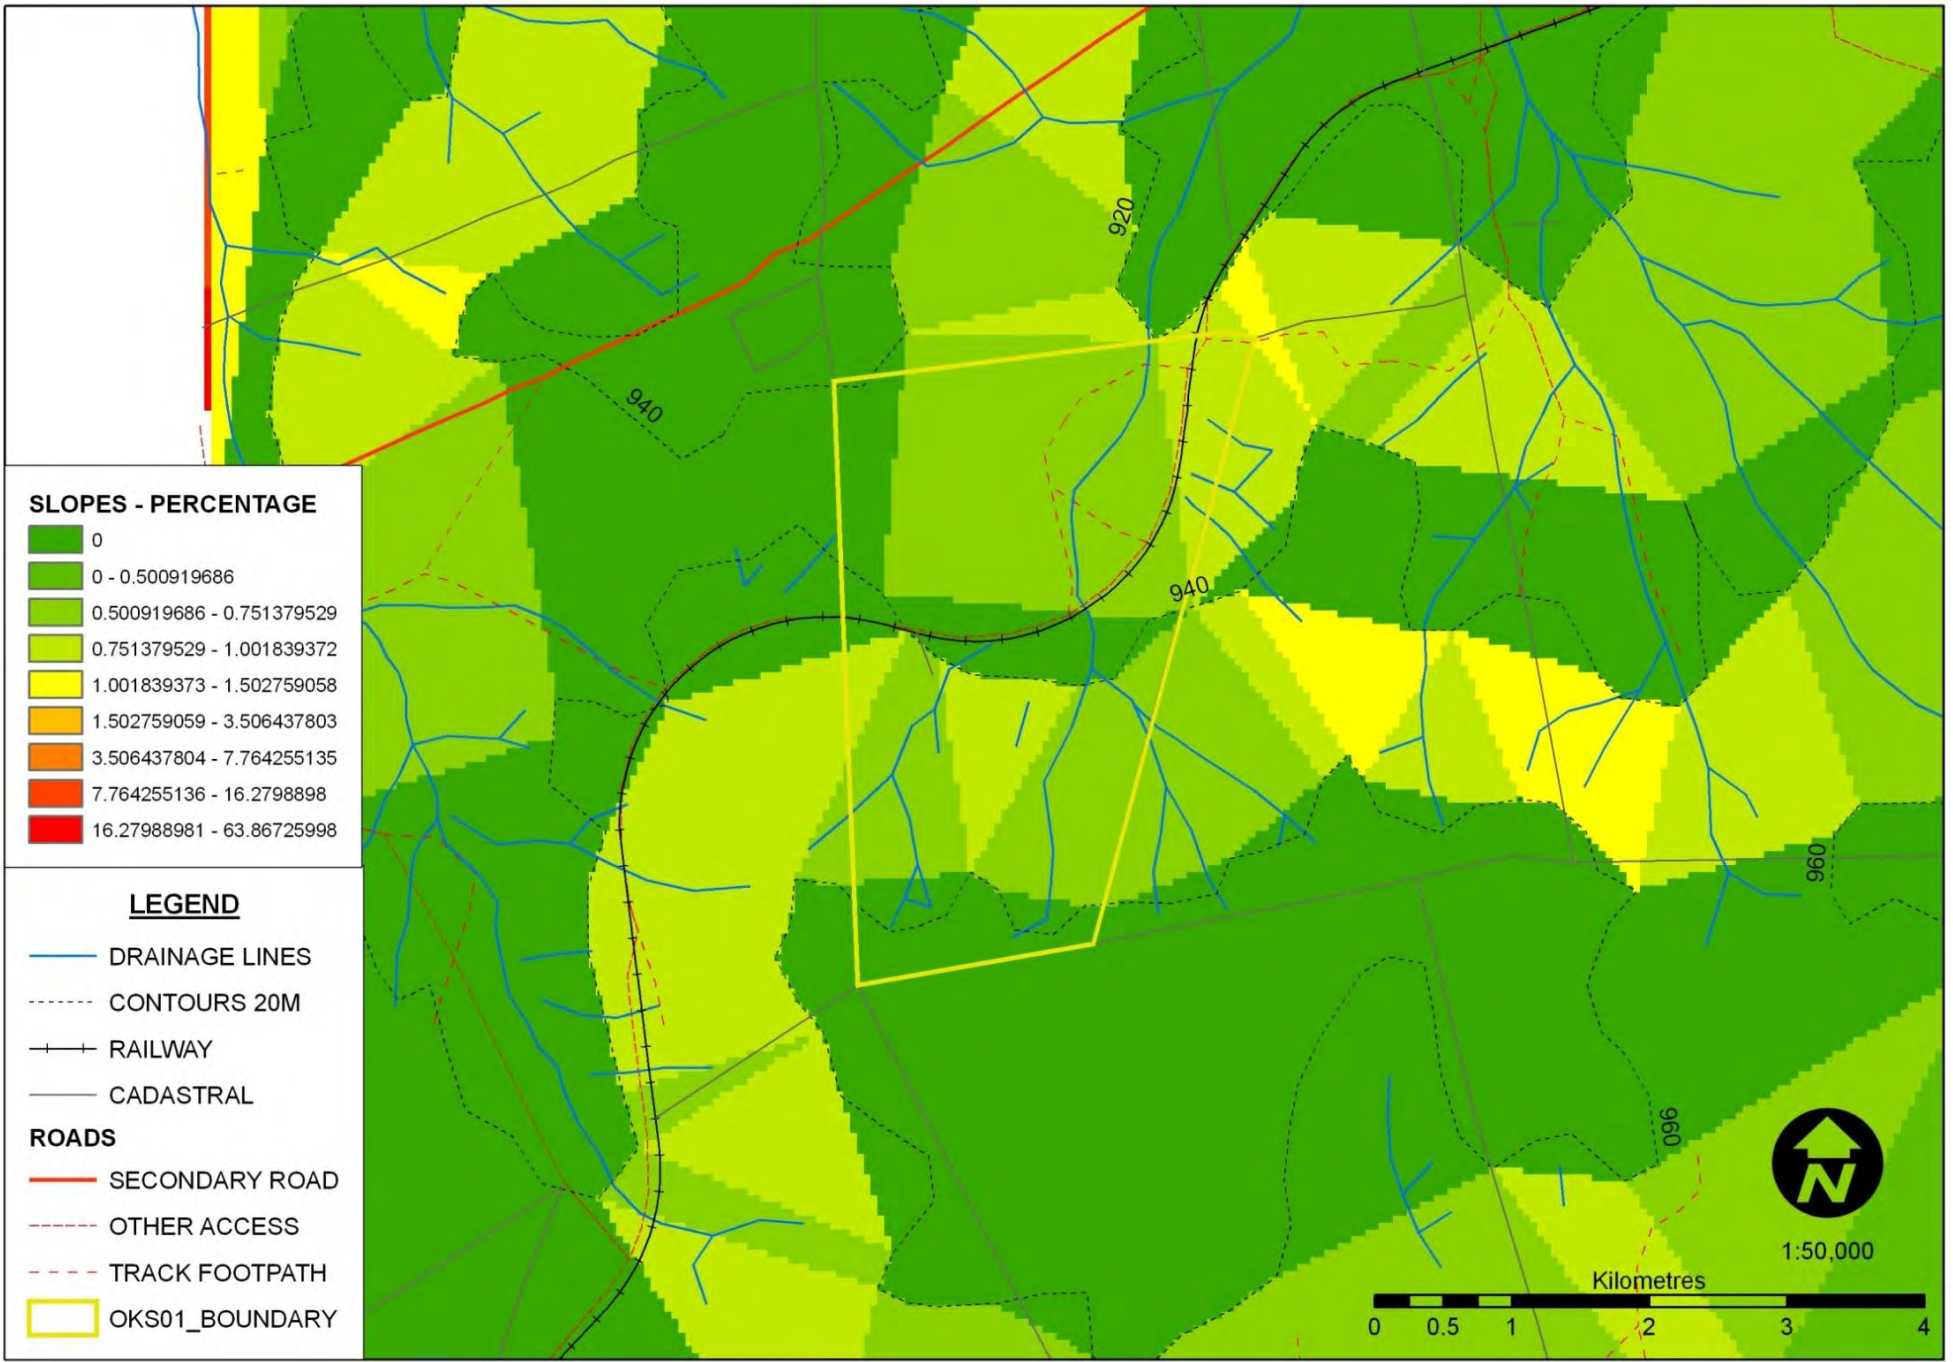 920
940
940
960
960
SLOPES - PERCENTAGE
0
0 - 0.500919686
0.500919686 - 0.751379529
0.751379529 - 1.001839372
1.001839373 - 1.502759058
1.502759059 - 3.506437803
3.506437804 - 7.764255135
7.764255136 - 16.2798898
16.27988981 - 63.86725998
LEGEND
DRAINAGE LINES
CONTOURS 20M
RAILWAY
CADASTRAL
ROADS
SECONDARY ROAD
OTHER ACCESS
TRACK FOOTPATH
OKS01_BOUNDARY
N
1:50,000
Kilometres
0 0.5 1 2 3 4